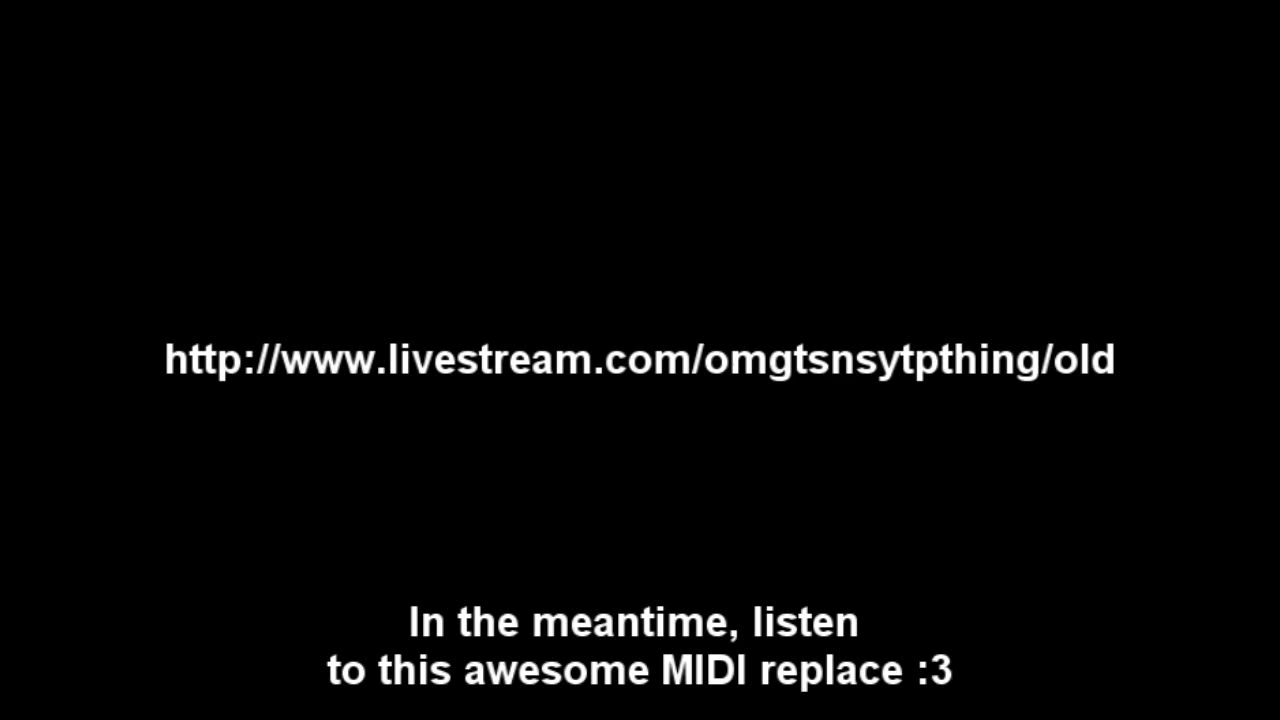 http://www.livestream.com/omgtsnsytpthing/old
In the meantime, listen
to this awesome MIDI replace :3